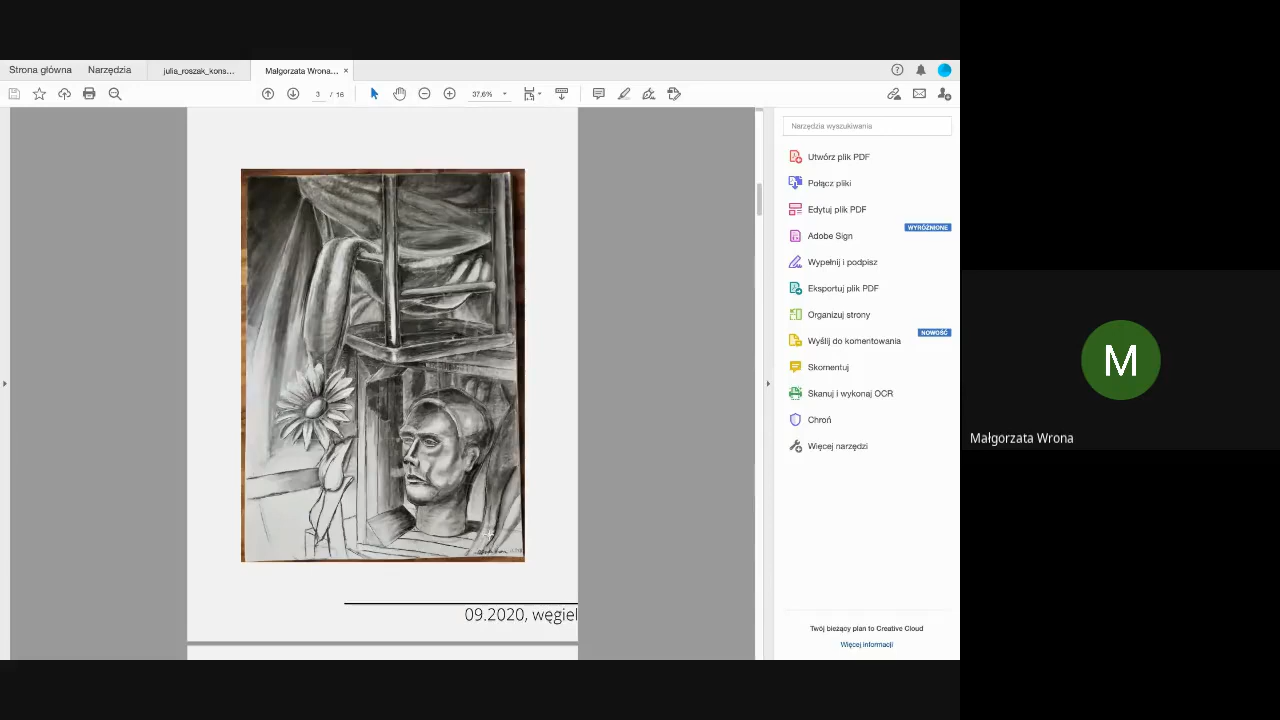 Strona główna
Narzędzia
julia_roszak_kons...
Małgorzata Wrona...
3 / 16
37,6%
Narzędzia wyszukiwania
Utwórz plik PDF
Połącz pliki
Edytuj plik PDF
WYRÓŻNIONE
Adobe Sign
Wypełnij i podpisz
Eksportuj plik PDF
Organizuj strony
NOWOŚĆ
Wyślij do komentowania
Skomentuj
Skanuj i wykonaj OCR
Chroń
Więcej narzędzi
Twój bieżący plan to Creative Cloud
Więcej informacji
09.2020, węgiel
M
Małgorzata Wrona